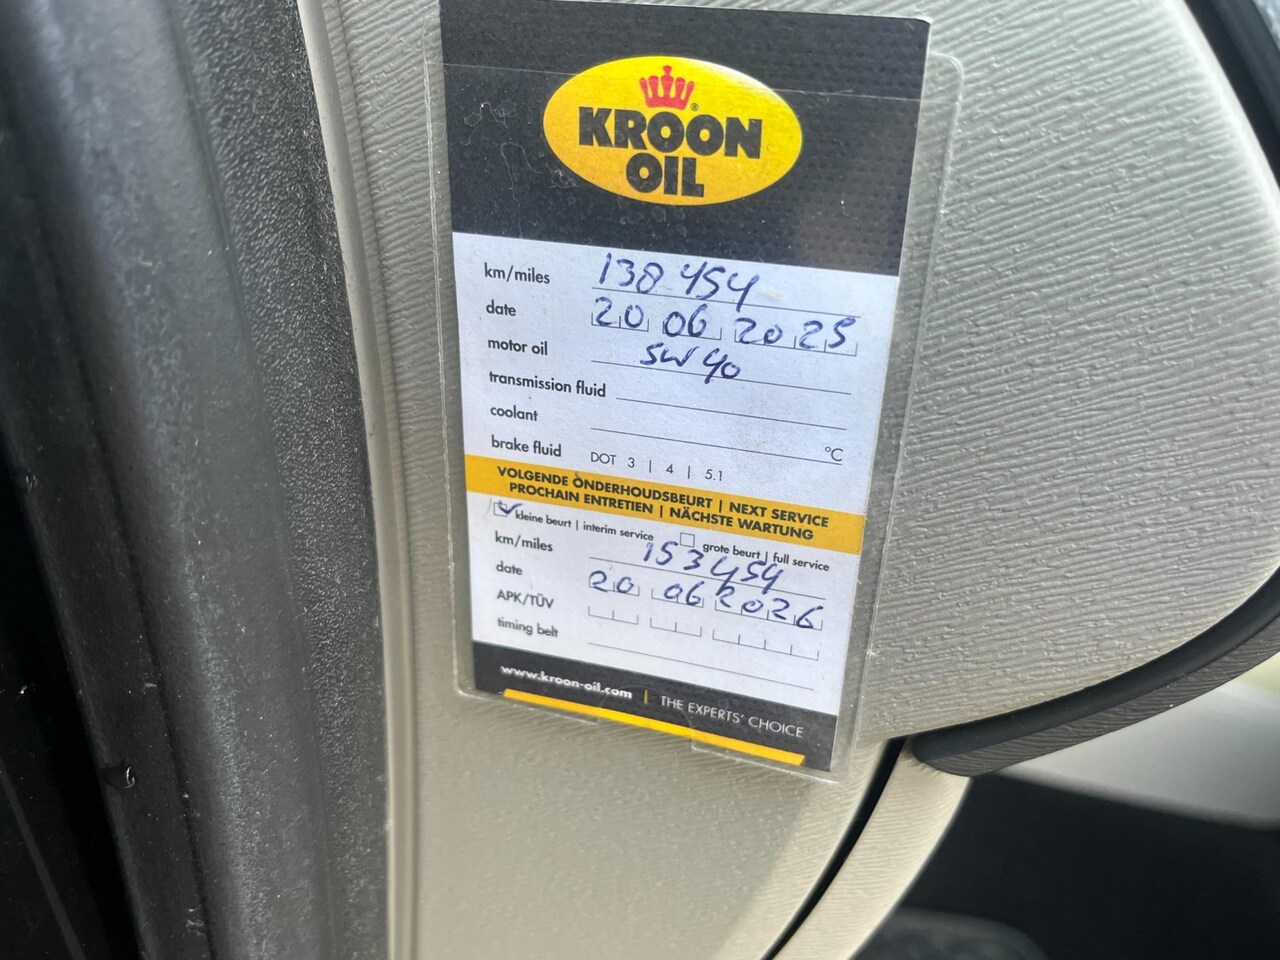 KROON
OIL
®
km/miles 138 454
date 20 06 2025
motor oil 5w 40
transmission fluid
coolant °C
brake fluid DOT 3 | 4 | 5.1
VOLGENDE ONDERHOUDSBEURT | NEXT SERVICE
PROCHAIN ENTRETIEN | NÄCHSTE WARTUNG
kleine beurt | interim service grote beurt | full service
km/miles 153454
date 20 06 2026
APK/TÜV
timing belt
www.kroon-oil.com | THE EXPERTS' CHOICE